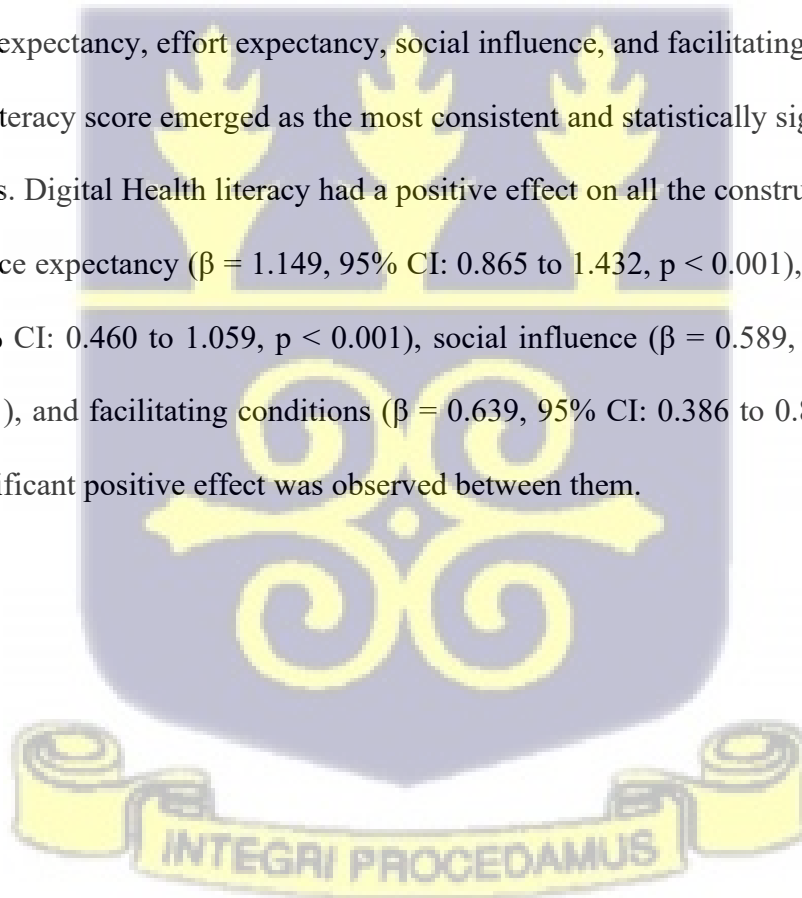 expectancy, effort expectancy, social influence, and facilitating
teracy score emerged as the most consistent and statistically sig
s. Digital Health literacy had a positive effect on all the constru
ce expectancy (β = 1.149, 95% CI: 0.865 to 1.432, p < 0.001),
CI: 0.460 to 1.059, p < 0.001), social influence (β = 0.589,
), and facilitating conditions (β = 0.639, 95% CI: 0.386 to 0.8
ificant positive effect was observed between them.
INTEGRI PROCEDAMUS